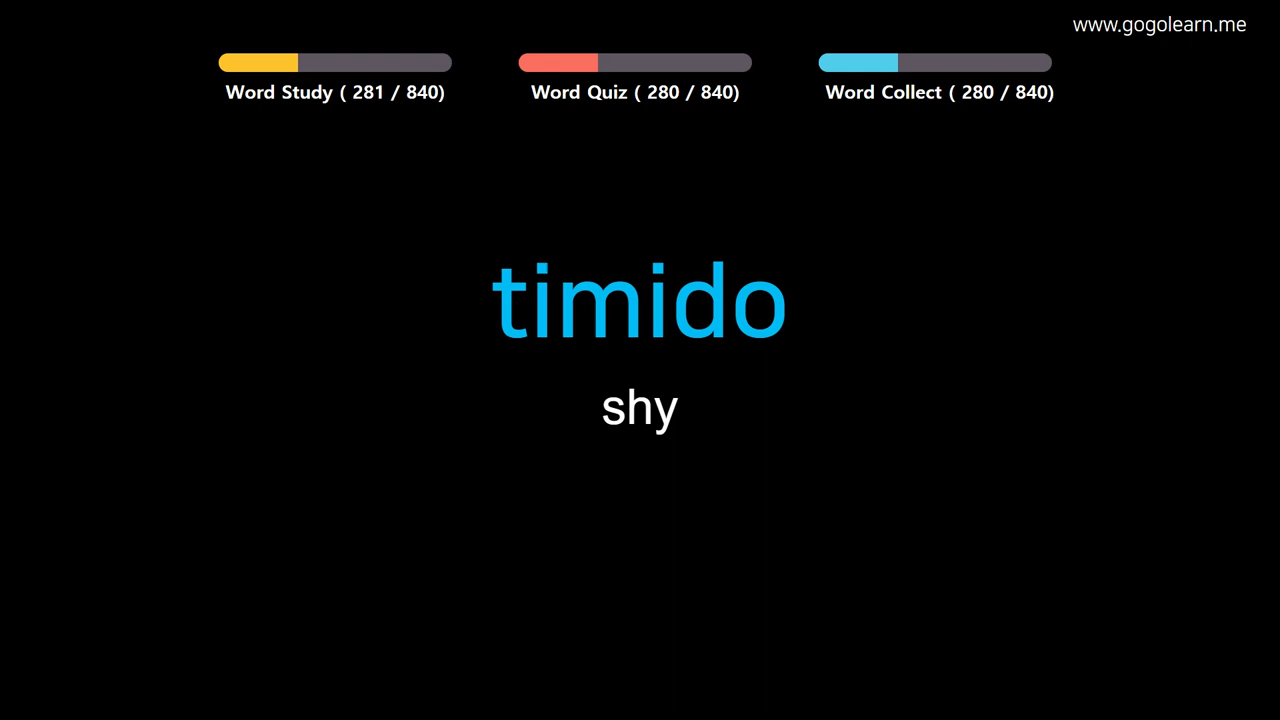 www.gogolearn.me
Word Study ( 281 / 840)
Word Quiz ( 280 / 840)
Word Collect ( 280 / 840)
timido
shy